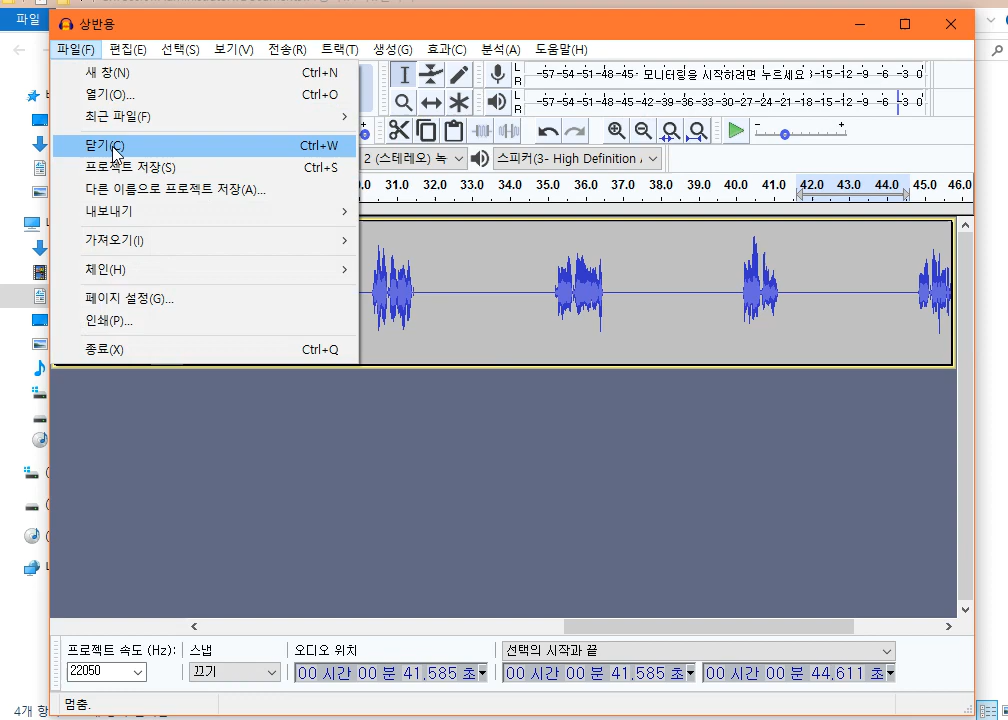 파일
상반용
파일(F) 편집(E) 선택(S) 보기(V) 전송(R) 트랙(T) 생성(G) 효과(C) 분석(A) 도움말(H)
새 창(N) Ctrl+N
열기(O)... Ctrl+O
최근 파일(F)
닫기(C) Ctrl+W
프로젝트 저장(S) Ctrl+S
다른 이름으로 프로젝트 저장(A)...
내보내기
가져오기(I)
체인(H)
페이지 설정(G)...
인쇄(P)...
종료(X) Ctrl+Q
L
R
-57 -54 -51 -48 -45- 모니터링을 시작하려면 누르세요 -15 -12 -9 -6 -3 0
L
R
-57 -54 -51 -48 -45 -42 -39 -36 -33 -30 -27 -24 -21 -18 -15 -12 -9 -6 -3 0
2 (스테레오) 녹
스피커(3- High Definition
31.0 32.0 33.0 34.0 35.0 36.0 37.0 38.0 39.0 40.0 41.0 42.0 43.0 44.0 45.0 46.0
프로젝트 속도 (Hz): 스냅 오디오 위치 선택의 시작과 끝
22050 끄기 00 시간 00 분 41.585 초 00 시간 00 분 41.585 초 00 시간 00 분 44.611 초
멈춤.
4개 항